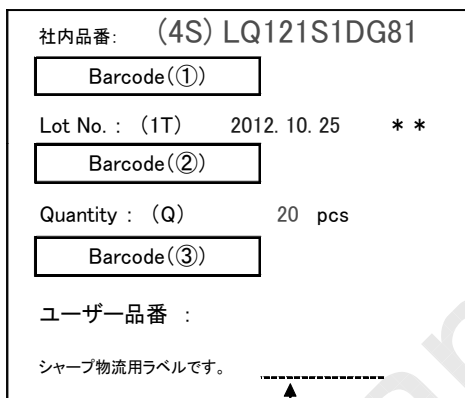 社内品番: (4S) LQ121S1DG81
Barcode(①)
Lot No. : (1T) 2012. 10. 25 * *
Barcode(②)
Quantity : (Q) 20 pcs
Barcode(③)
ユーザー品番 :
シャープ物流用ラベルです。